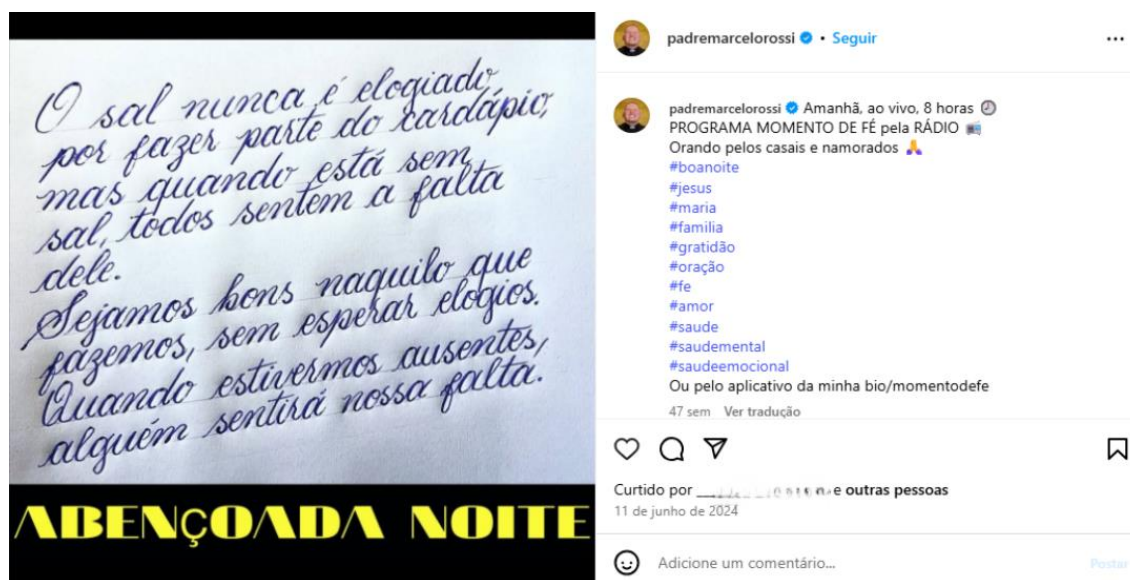 O sal nunca é elogiado
por fazer parte do cardápio,
mas quando está sem
sal, todos sentem a falta
dele.
Sejamos bons naquilo que
fazemos, sem esperar elogios.
Quando estivermos ausentes,
alguém sentirá nossa falta.
ABENÇOADA NOITE
padremarcelorossi • Seguir
padremarcelorossi Amanhã, ao vivo, 8 horas
PROGRAMA MOMENTO DE FÉ pela RÁDIO
Orando pelos casais e namorados
#boanoite
#jesus
#maria
#familia
#gratidão
#oração
#fe
#amor
#saude
#saudemental
#saudeemocional
Ou pelo aplicativo da minha bio/momentodefe
47 sem Ver tradução
Curtido por e outras pessoas
11 de junho de 2024
Adicione um comentário... Postar